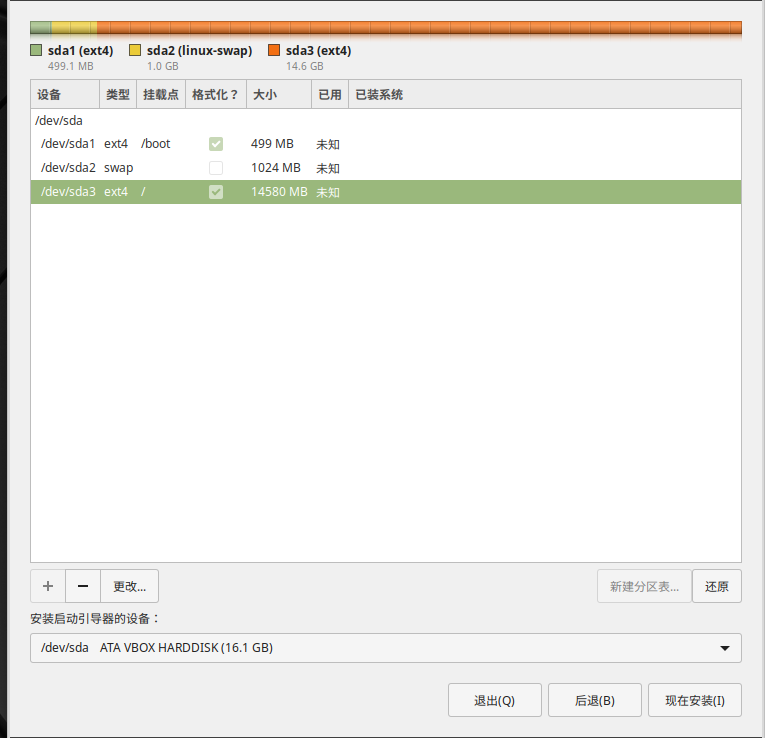 sda1 (ext4) sda2 (linux-swap) sda3 (ext4)
499.1 MB 1.0 GB 14.6 GB
设备 类型 挂载点 格式化？ 大小 已用 已装系统
/dev/sda
/dev/sda1 ext4 /boot 499 MB 未知
/dev/sda2 swap 1024 MB 未知
/dev/sda3 ext4 / 14580 MB 未知
+ − 更改... 新建分区表... 还原
安装启动引导器的设备：
/dev/sda ATA VBOX HARDDISK (16.1 GB)
退出(Q) 后退(B) 现在安装(I)